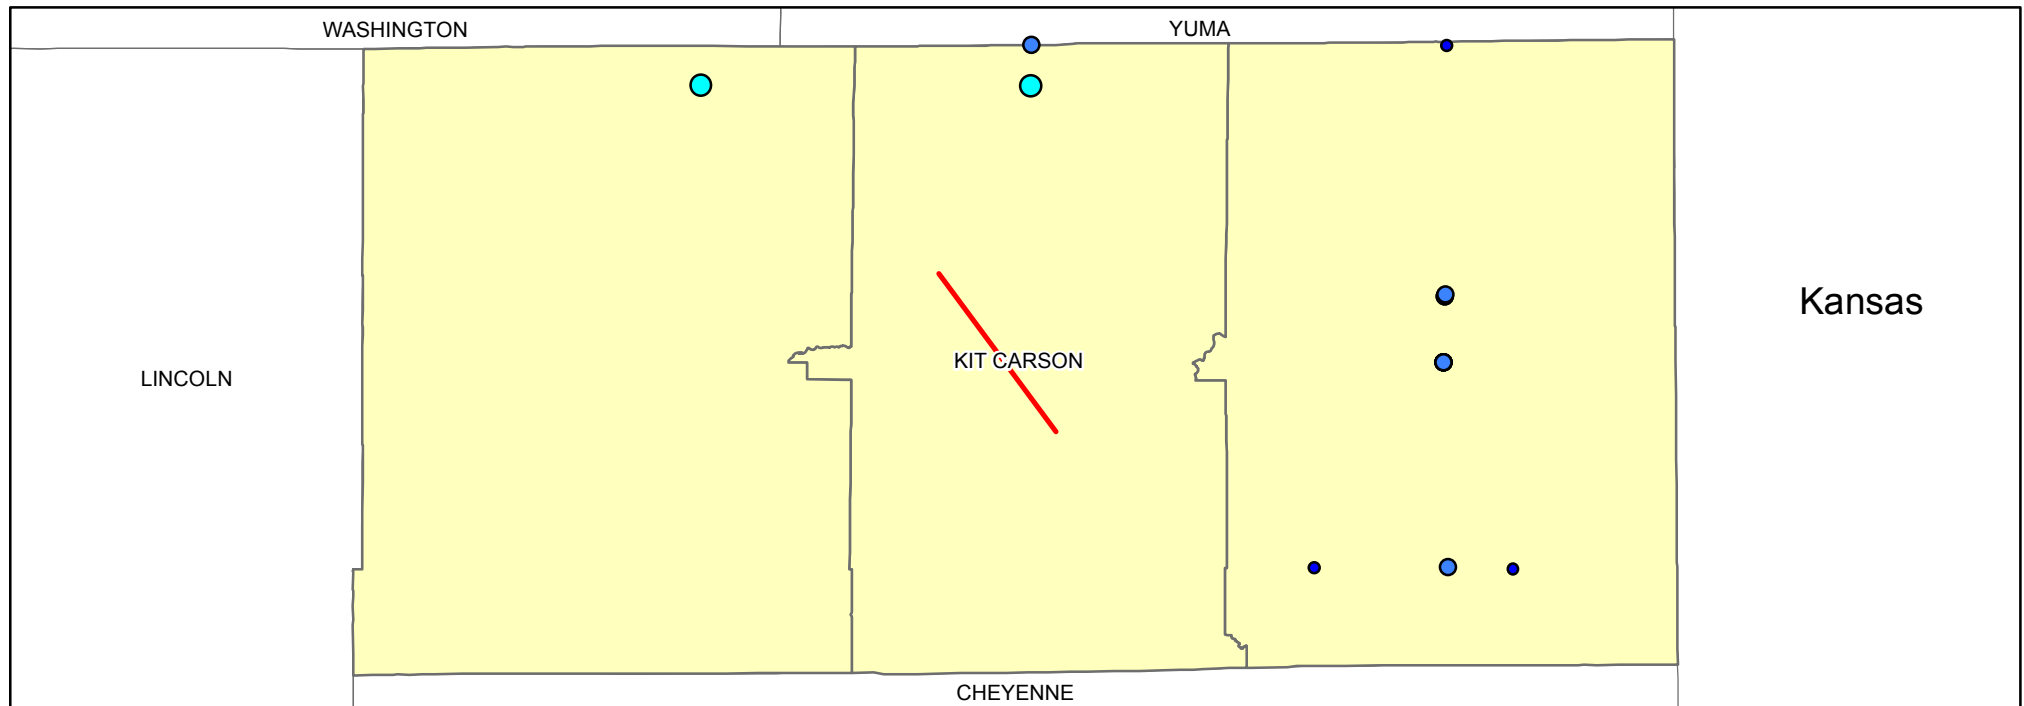 WASHINGTON
YUMA
Kansas
KIT CARSON
LINCOLN
CHEYENNE